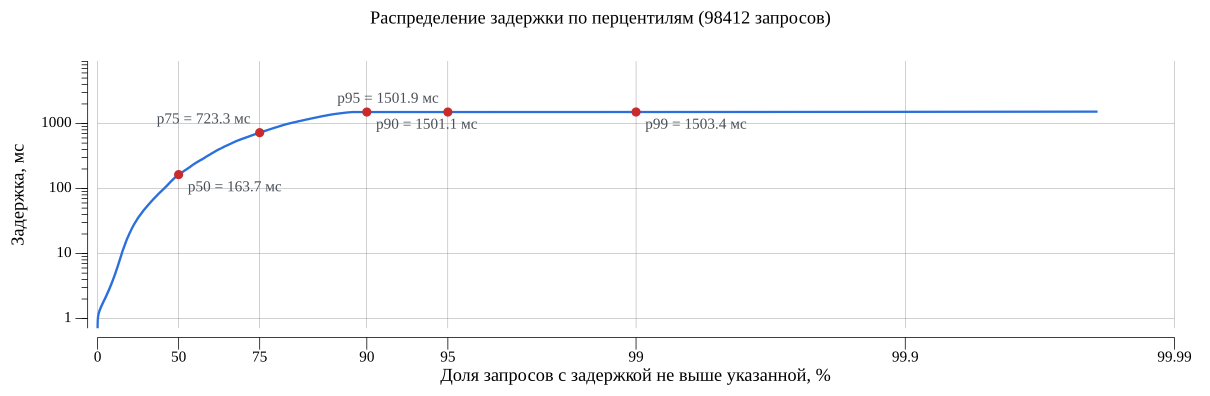 Распределение задержки по перцентилям (98412 запросов)
p95 = 1501.9 мс
p75 = 723.3 мс
p90 = 1501.1 мс
p99 = 1503.4 мс
p50 = 163.7 мс
Задержка, мс
1000
100
10
1
0 50 75 90 95 99 99.9 99.99
Доля запросов с задержкой не выше указанной, %